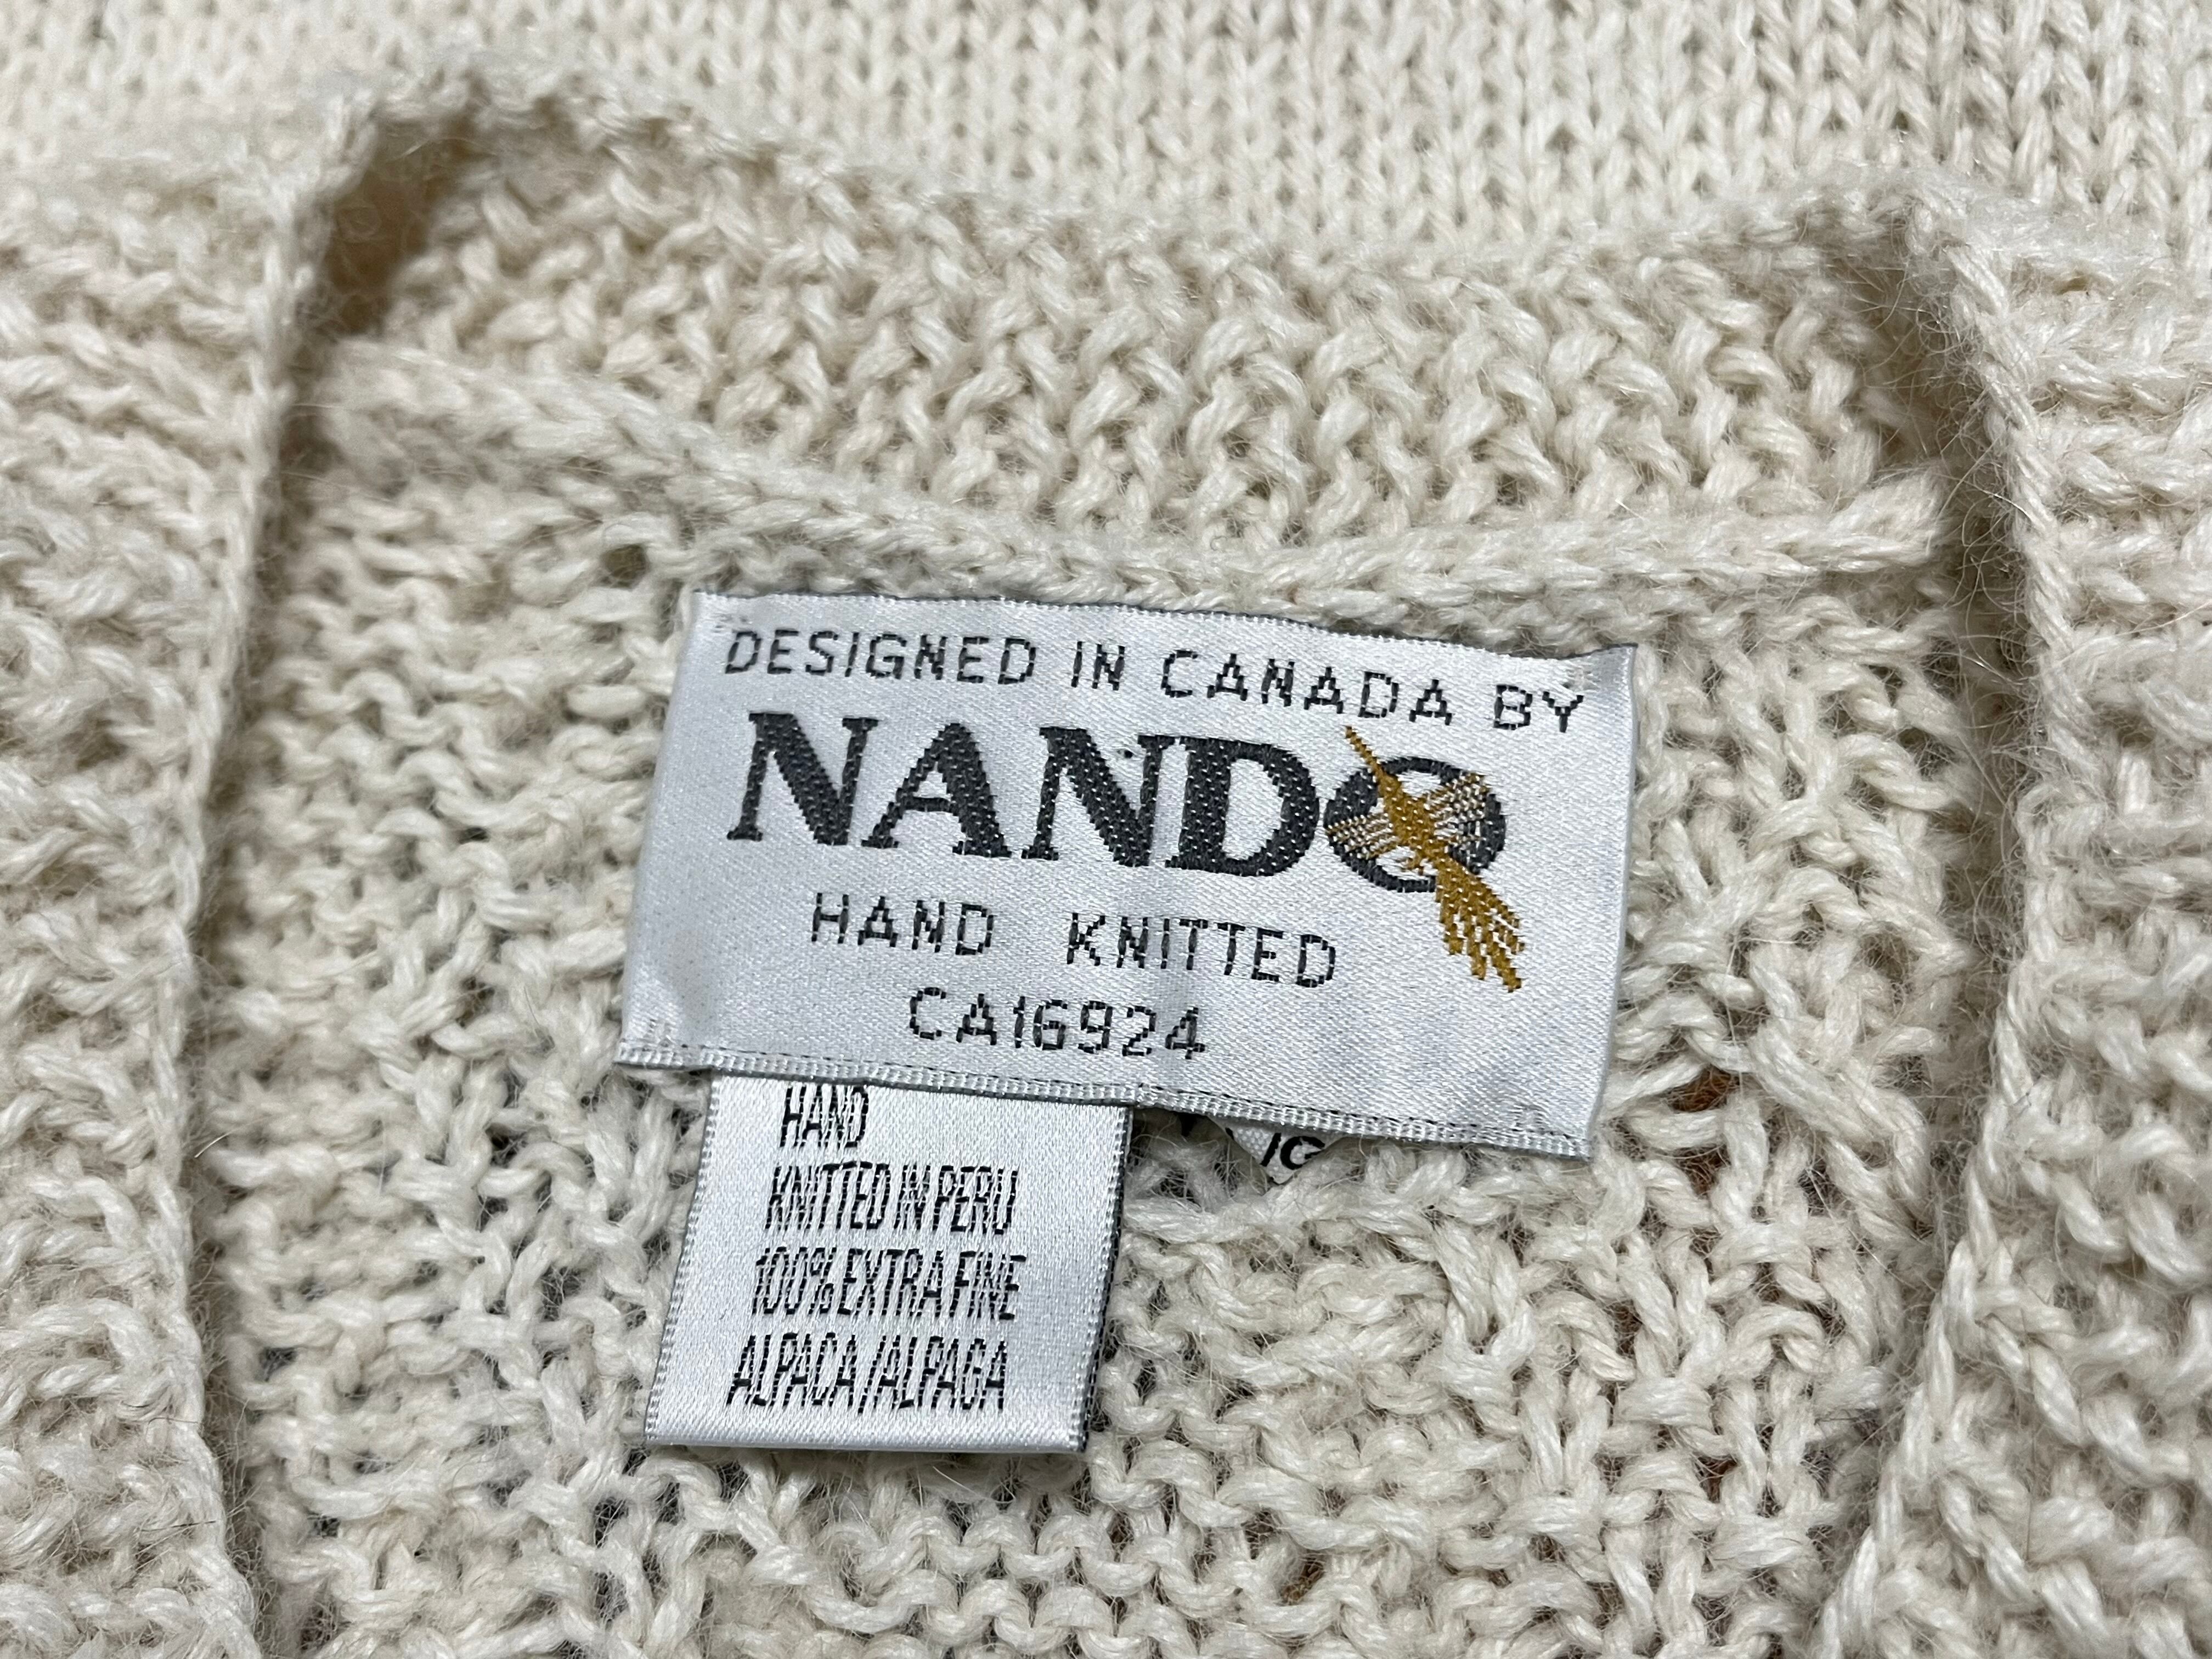 DESIGNED IN CANADA BY
NANDO
HAND KNITTED
CA16924
HAND
KNITTED IN PERU
100% EXTRA FINE
ALPACA/ALPAGA